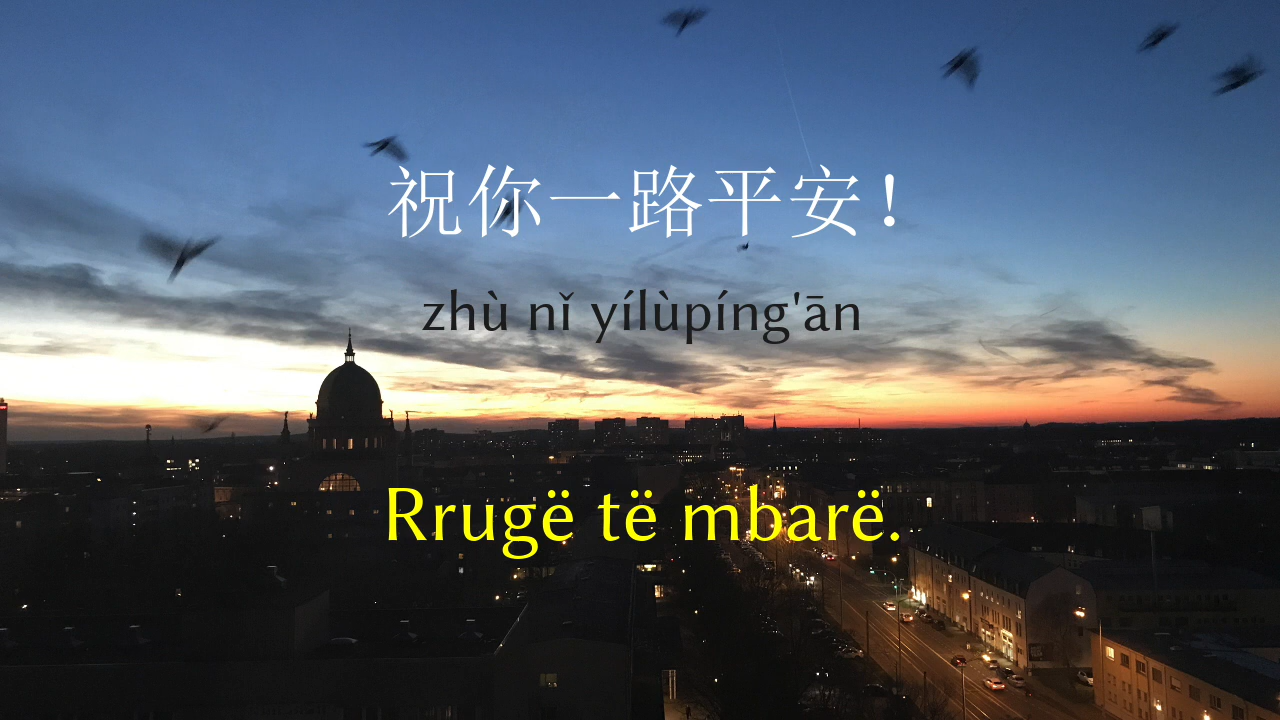 祝你一路平安！
zhù nǐ yílùpíng'ān
Rrugë të mbarë.